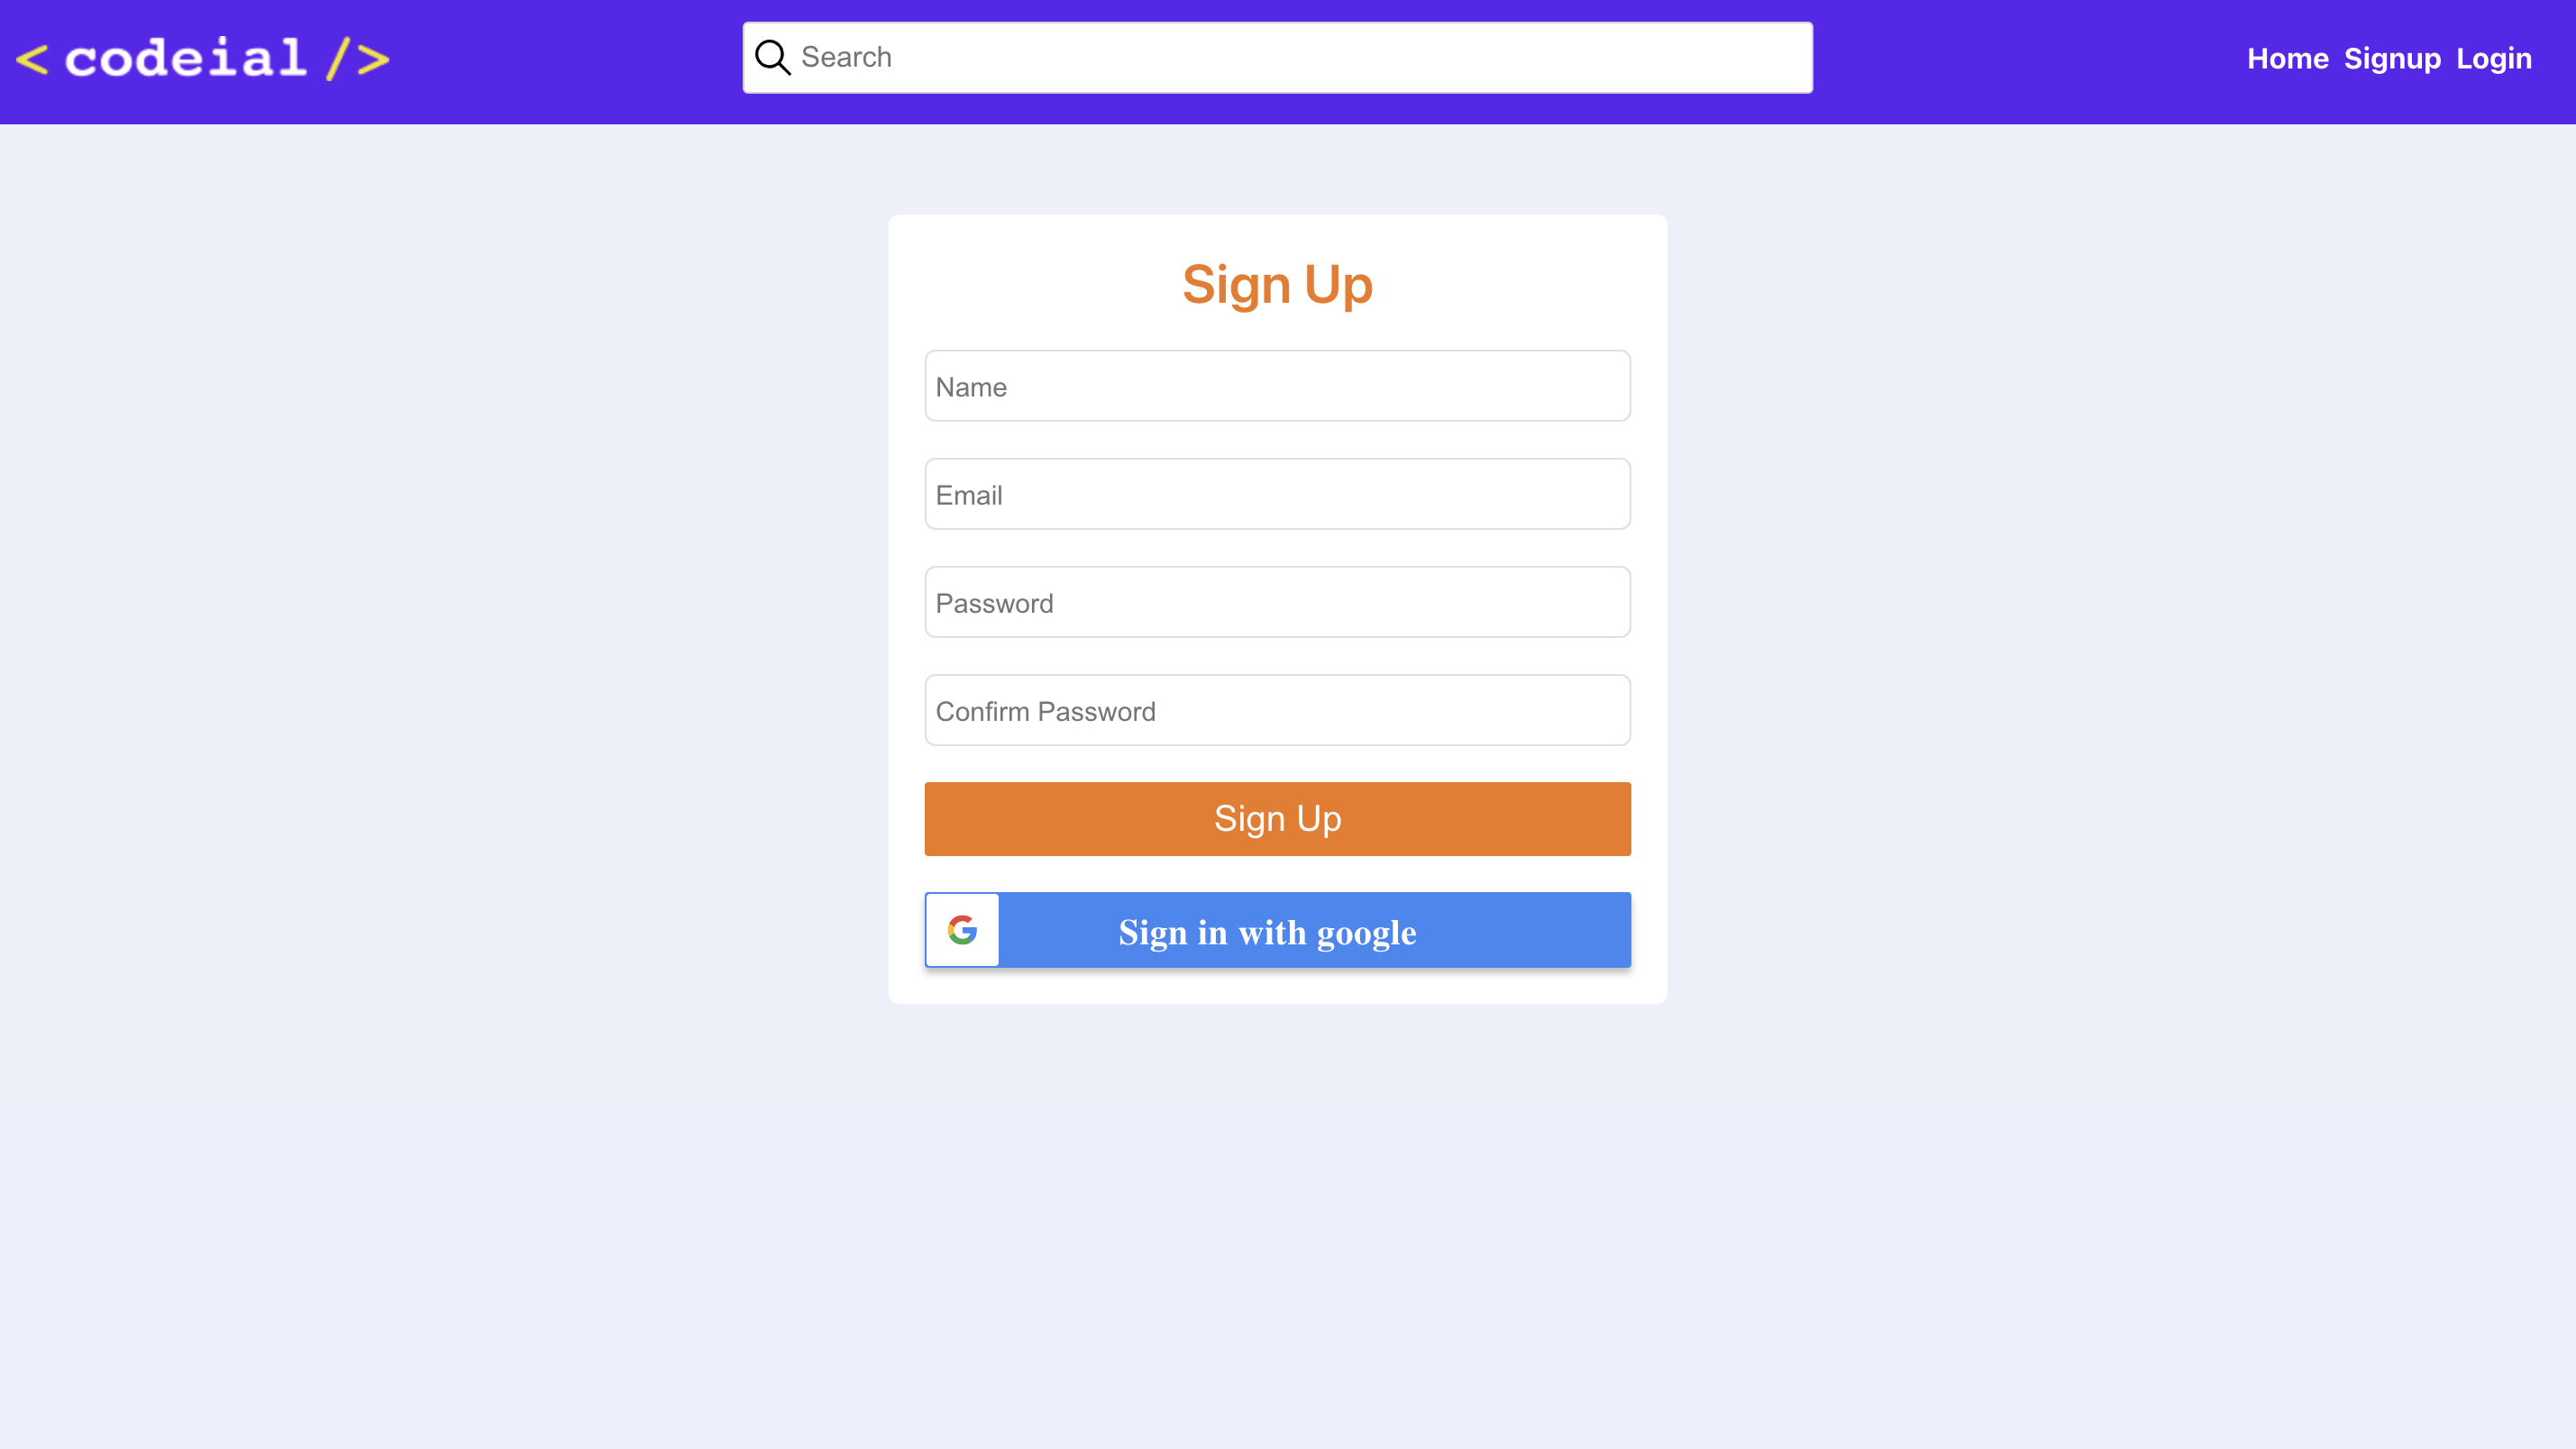 < codeial />
Search
Home Signup Login
Sign Up
Name
Email
Password
Confirm Password
Sign Up
Sign in with google